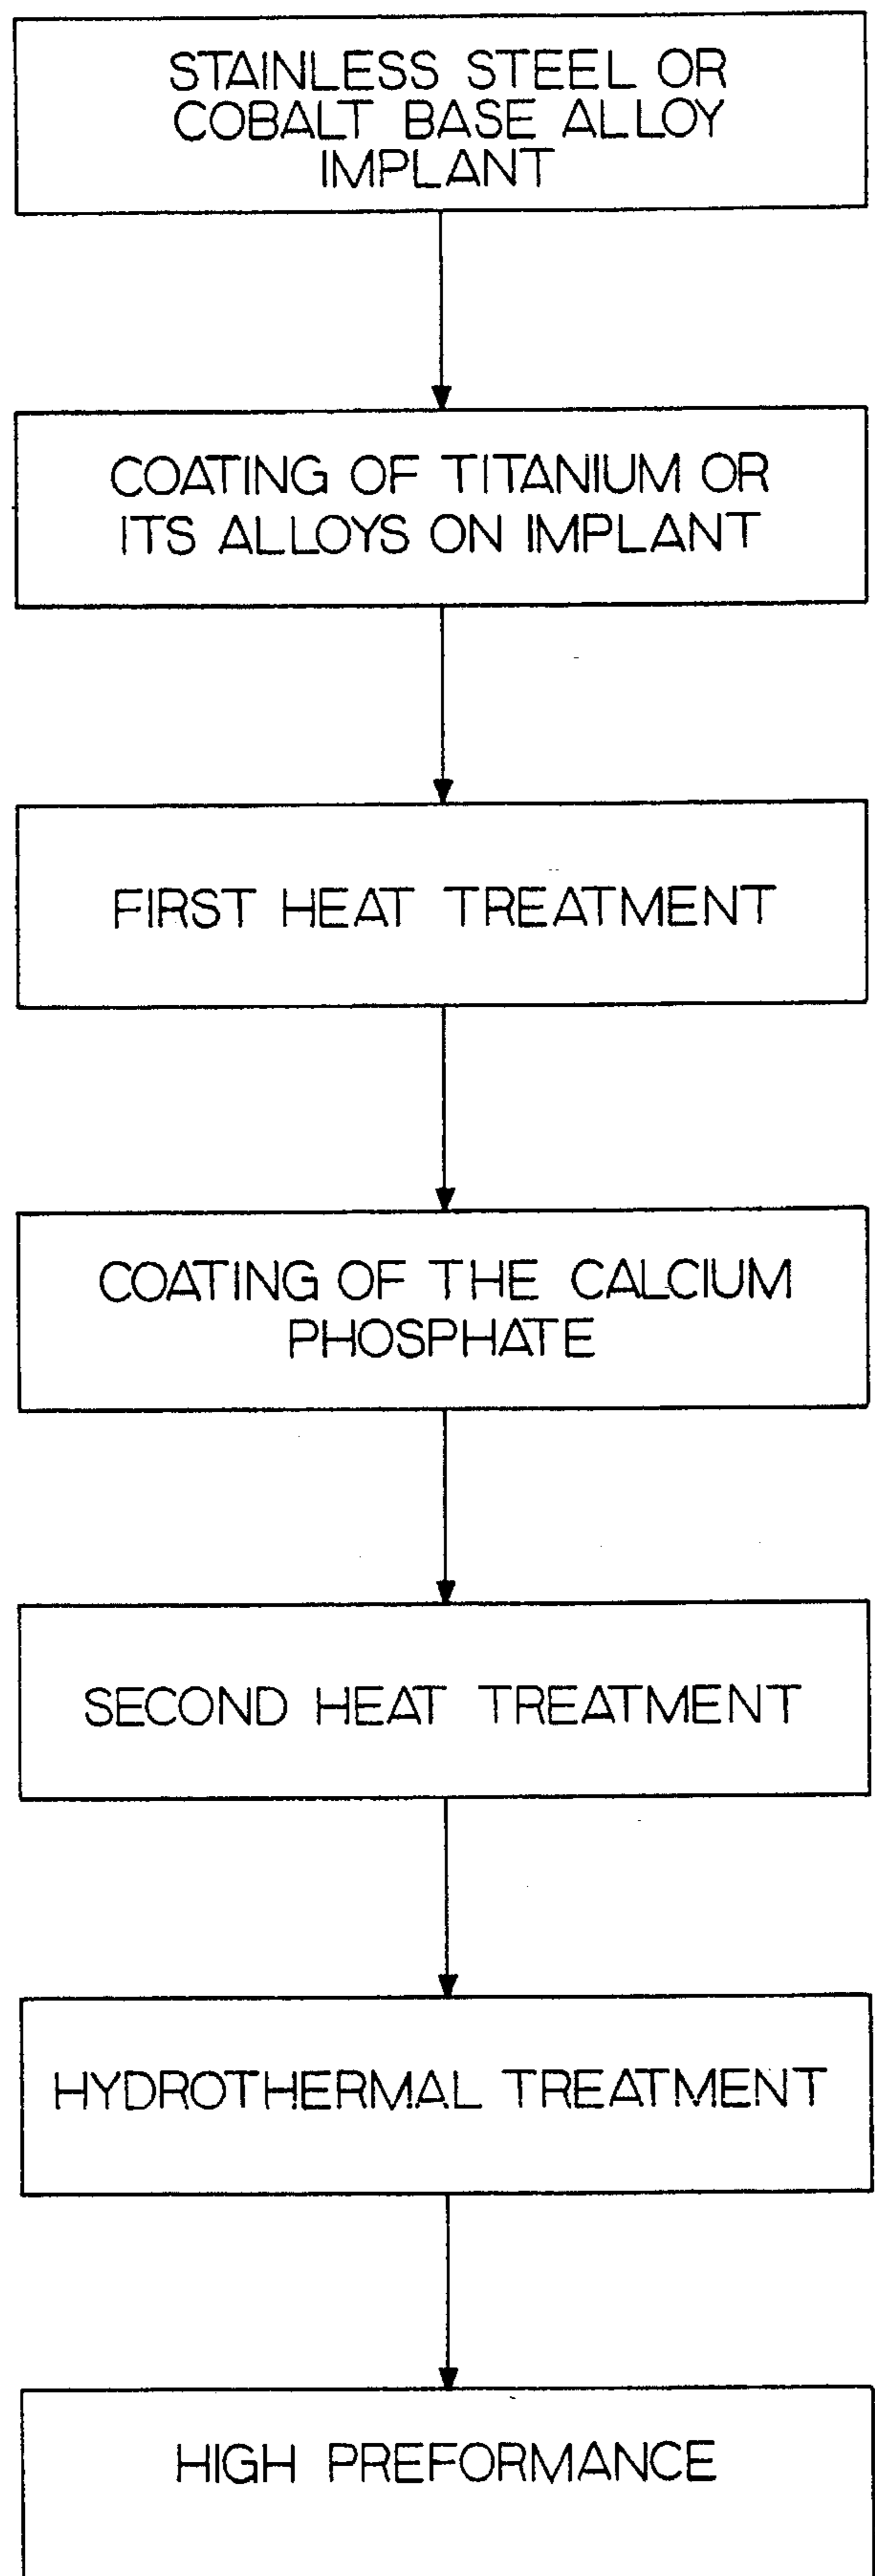 STAINLESS STEEL OR
COBALT BASE ALLOY
IMPLANT
COATING OF TITANIUM OR
ITS ALLOYS ON IMPLANT
FIRST HEAT TREATMENT
COATING OF THE CALCIUM
PHOSPHATE
SECOND HEAT TREATMENT
HYDROTHERMAL TREATMENT
HIGH PREFORMANCE